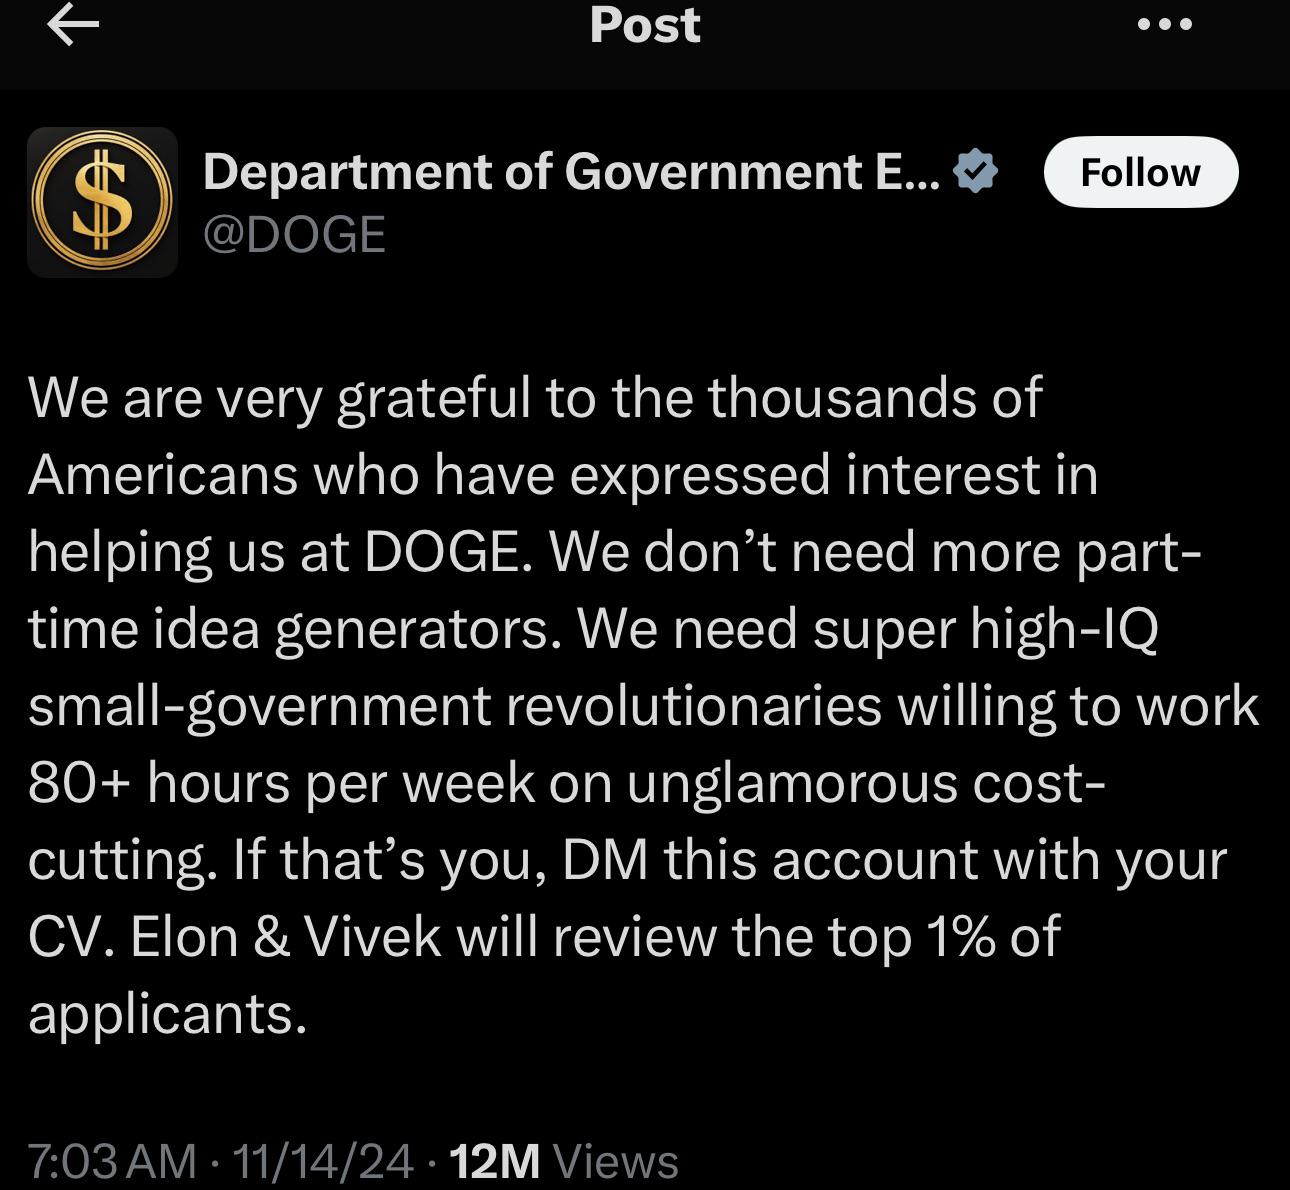 Post
Department of Government E...
Follow
@DOGE
We are very grateful to the thousands of
Americans who have expressed interest in
helping us at DOGE. We don’t need more part-
time idea generators. We need super high-IQ
small-government revolutionaries willing to work
80+ hours per week on unglamorous cost-
cutting. If that’s you, DM this account with your
CV. Elon & Vivek will review the top 1% of
applicants.
7:03 AM · 11/14/24 · 12M Views